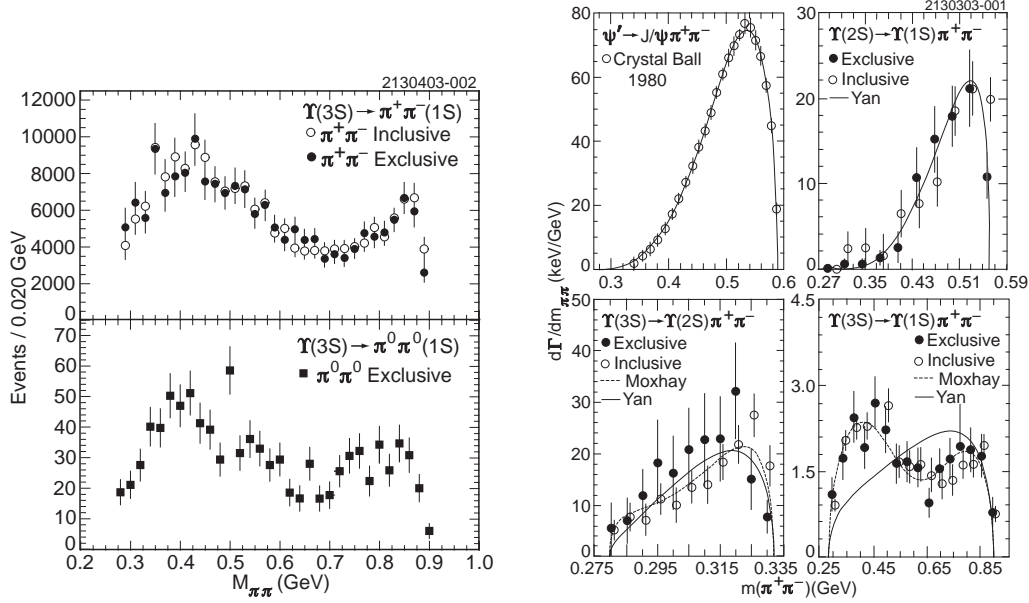 2130403-002
12000
10000
8000
6000
4000
2000
0
ϒ(3S)→ π⁺π⁻(1S)
π⁺π⁻ Inclusive
π⁺π⁻ Exclusive
Events / 0.020 GeV
70
60
50
40
30
20
10
0
ϒ(3S)→ π⁰π⁰(1S)
π⁰π⁰ Exclusive
0.2 0.3 0.4 0.5 0.6 0.7 0.8 0.9 1.0
Mππ (GeV)
2130303-001
80
60
40
20
0
ψ′→ J/ψπ⁺π⁻
Crystal Ball
1980
0.3 0.4 0.5 0.6
30
20
10
0
ϒ(2S)→ϒ(1S)π⁺π⁻
Exclusive
Inclusive
Yan
0.27 0.35 0.43 0.51 0.59
dΓ/dmππ(keV/GeV)
50
40
30
20
10
0
ϒ(3S)→ϒ(2S)π⁺π⁻
Exclusive
Inclusive
Moxhay
Yan
0.275 0.295 0.315 0.335
4.5
3.0
1.5
0
ϒ(3S)→ϒ(1S)π⁺π⁻
Exclusive
Inclusive
Moxhay
Yan
0.25 0.45 0.65 0.85
m(π⁺π⁻)(GeV)